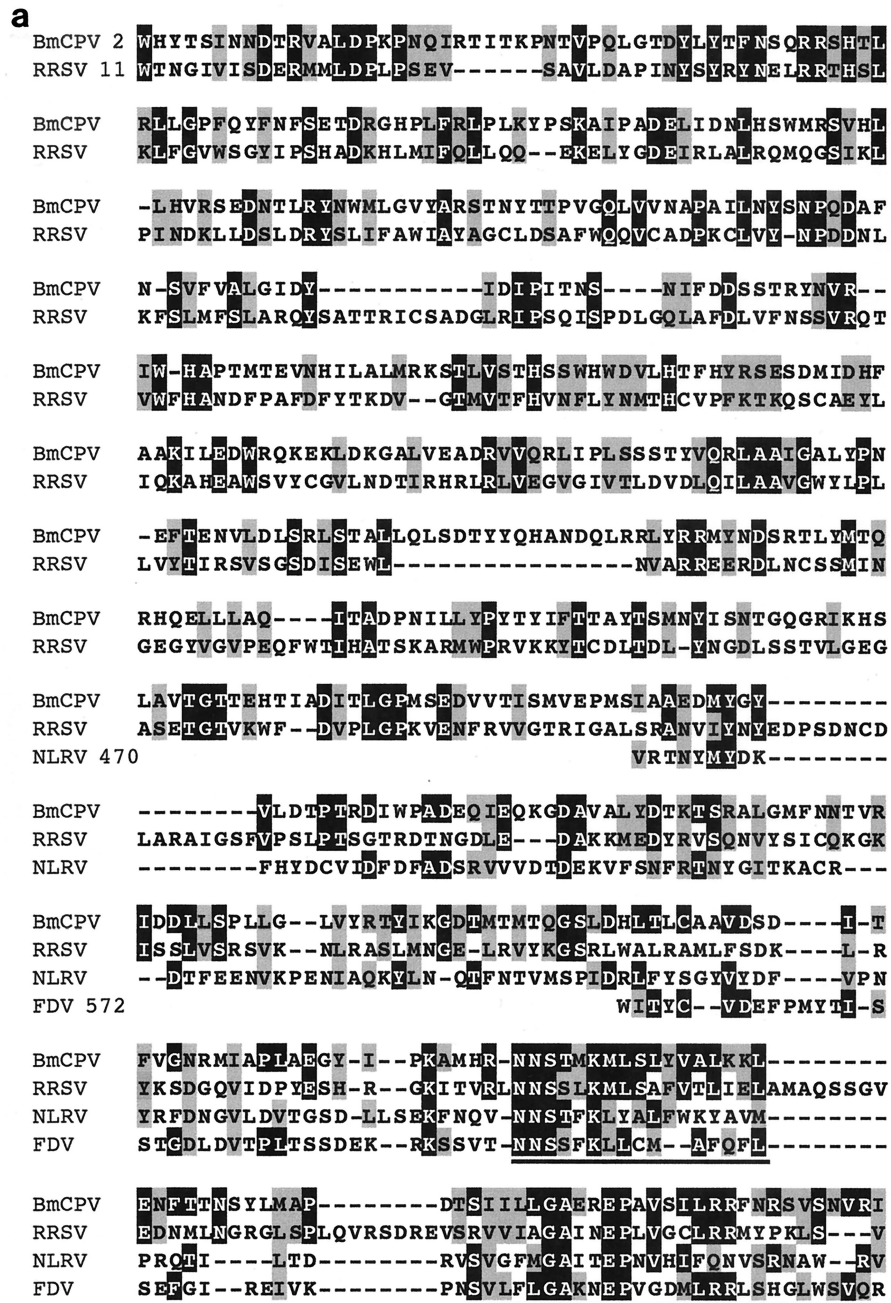 a
BmCPV 2 WHYTSINNDTRVALDPKPNQIRTITKPNTVPQLGTDYLYTFNSQRRSHTL
RRSV 11 WTNGIVISDERMMLDPLPSEV------SAVLDAPINYSYRYNELRRTHSL
BmCPV RLLGPFQYFNFSETDRGHPLFRLPLKYPSKAIPADELIDNLHSWMRSVHL
RRSV KLFGVWSGYIPSHADKHLMIFQLLQQ--EKELYGDEIRLALRQMQGSIKL
BmCPV -LHVRSEDNTLRYNWMLGVYARSTNYTTPVGQLVVNAPAILNYSNPQDAF
RRSV PINDKLLDSLDRYSLIFAWIAYAGCLDSAFWQQVCADPKCLVY-NPDDNL
BmCPV N-SVFVALGIDY-----------IDIPITNS----NIFDDSSTRYNVR--
RRSV KFSLMFSLARQYSATTRICSADGLRIPSQISPDLGQLAFDLVFNSSVRQT
BmCPV IW-HAPTMTEVNHILALMRKSTLVSTHSSWHWDVLHTFHYRSESDMIDHF
RRSV VWFHANDFPAFDFYTKDV--GTMVTFHVNFLYNMTHCVPFKTKQSCAEYL
BmCPV AAKILEDWRQKEKLDKGALVEADRVVQRLIPLSSSTYVQRLAAIGALYPN
RRSV IQKAHEAWSVYCGVLNDTIRHRLRLVEGVGIVTLDVDLQILAAVGWYLPL
BmCPV -EFTENVLDLSRLSTALLQLSDTYYQHANDQLRRLYRRMYNDSRTLYMTQ
RRSV LVYTIRSVSGSDISEWL----------------NVARREERDLNCSSMIN
BmCPV RHQELLLAQ----ITADPNILLYPYTYIFTTAYTSMNYISNTGQGRIKHS
RRSV GEGYVGVPEQFWTIHATSKARMWPRVKKYTCDLTDL-YNGDLSSTVLGEG
BmCPV LAVTGTTEHTIADITLGPMSEDVVTISMVEPMSIAAEDMYGY--------
RRSV ASETGTVKWF--DVPLGPKVENFRVVGTRIGALSRANVIYNYEDPSDNCD
NLRV 470 VRTNYMYDK--------
BmCPV --------VLDTPTRDIWPADEQIEQKGDAVALYDTKTSRALGMFNNTVR
RRSV LARAIGSFVPSLPTSGTRDTNGDLE---DAKKMEDYRVSQNVYSICQKGK
NLRV --------FHYDCVIDFDFADSRVVVDTDEKVFSNFRTNYGITKACR---
BmCPV IDDLLSPLLG--LVYRTYIKGDTMTMTQGSLDHLTLCAAVDSD----I-T
RRSV ISSLVSRSVK--NLRASLMNGE-LRVYKGSRLWALRAMLFSDK----L-R
NLRV --DTFEENVKPENIAQKYLN-QTFNTVMSPIDRLFYSGYVYDF----VPN
FDV 572 WITYC--VDEFPMYTI-S
BmCPV FVGNRMIAPLAEGY-I--PKAMHR-NNSTMKMLSLYVALKKL--------
RRSV YKSDGQVIDPYESH-R--GKITVRLNNSSLKMLSAFVTLIELAMAQSSGV
NLRV YRFDNGVLDVTGSD-LLSEKFNQV-NNSTFKLYALFWKYAVM--------
FDV STGDLDVTPLTSSDEK--RKSSVT-NNSSFKLLCM--AFQFL--------
BmCPV ENFTTNSYLMAP--------DTSIIILLGAEREPAVSILRRFNRSVSNVRI
RRSV EDNMLNGRGLSPLQVRSDREVSRVVIAGAINEPLVGCLRRMYPKLS---V
NLRV PRQTI----LTD--------RVSVGFMGAITEPNVHIFQNVSRNAW--RV
FDV SEFGI---REIVK-------PNSVLFLGAKNEPVGDMLRRLSHGLWSVQR